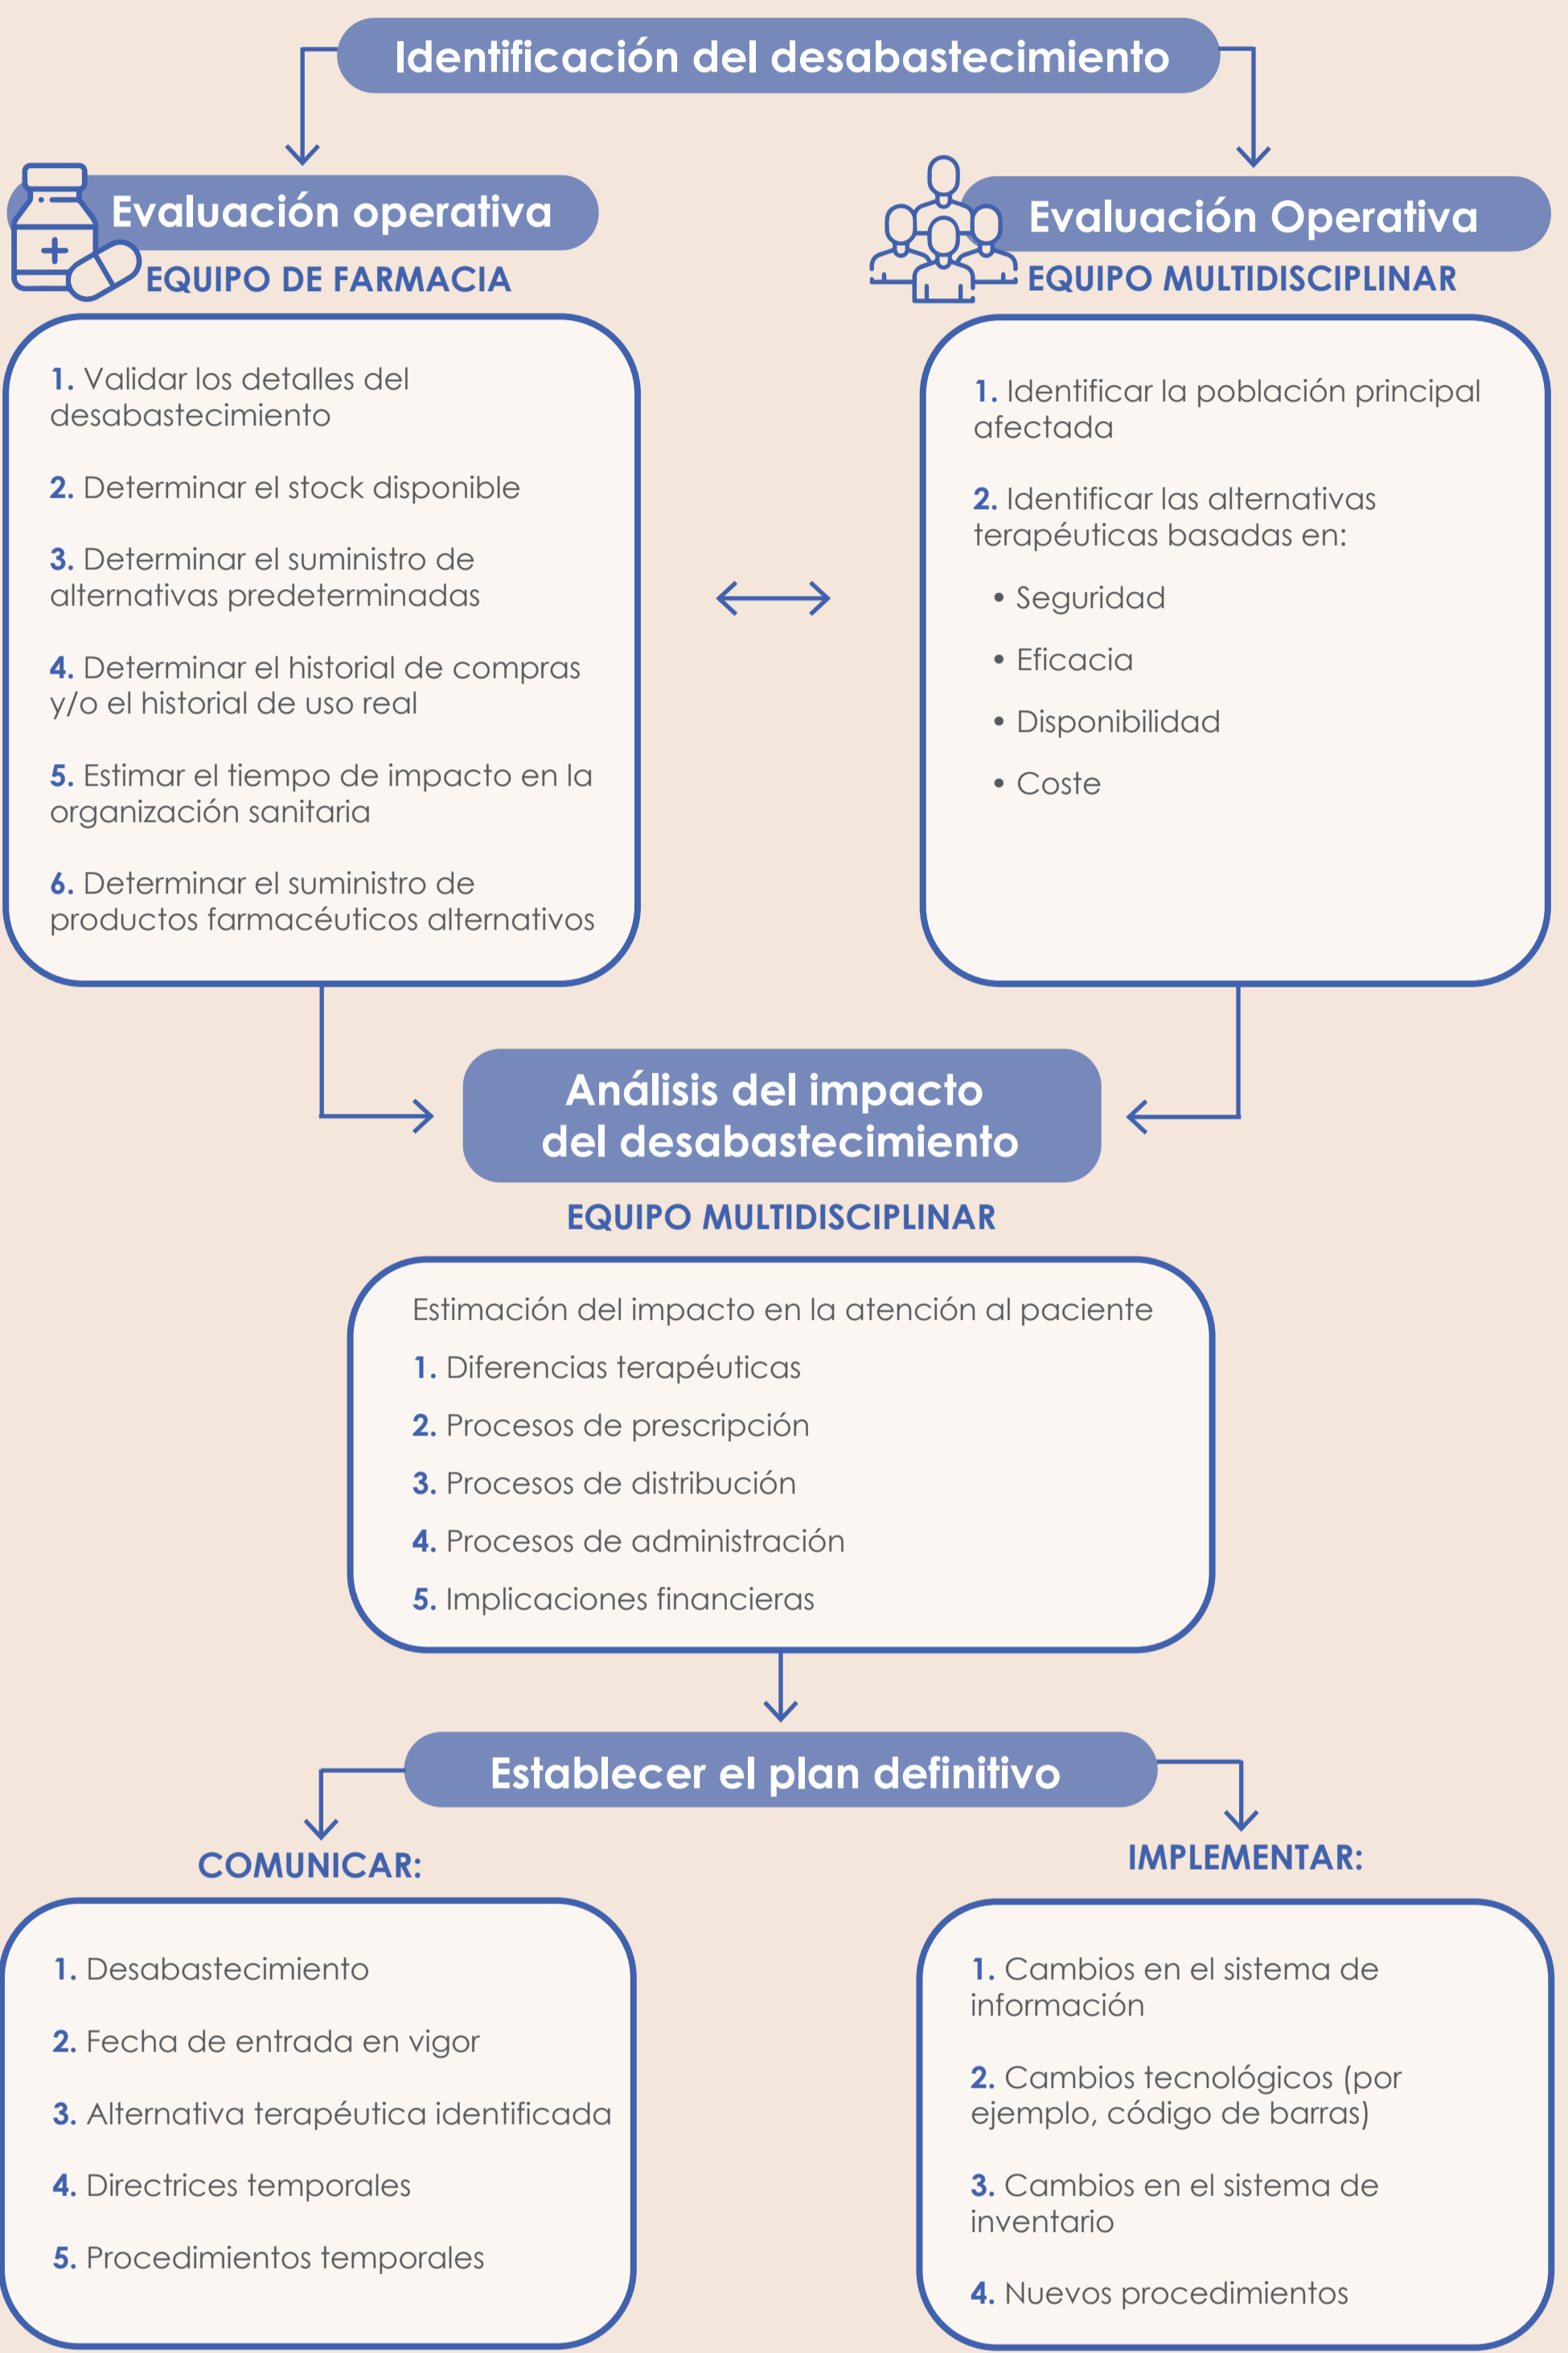 Identificación del desabastecimiento
Evaluación operativa
EQUIPO DE FARMACIA
1. Validar los detalles del
desabastecimiento
2. Determinar el stock disponible
3. Determinar el suministro de
alternativas predeterminadas
4. Determinar el historial de compras
y/o el historial de uso real
5. Estimar el tiempo de impacto en la
organización sanitaria
6. Determinar el suministro de
productos farmacéuticos alternativos
Evaluación Operativa
EQUIPO MULTIDISCIPLINAR
1. Identificar la población principal
afectada
2. Identificar las alternativas
terapéuticas basadas en:
• Seguridad
• Eficacia
• Disponibilidad
• Coste
Análisis del impacto
del desabastecimiento
EQUIPO MULTIDISCIPLINAR
Estimación del impacto en la atención al paciente
1. Diferencias terapéuticas
2. Procesos de prescripción
3. Procesos de distribución
4. Procesos de administración
5. Implicaciones financieras
Establecer el plan definitivo
COMUNICAR:
1. Desabastecimiento
2. Fecha de entrada en vigor
3. Alternativa terapéutica identificada
4. Directrices temporales
5. Procedimientos temporales
IMPLEMENTAR:
1. Cambios en el sistema de
información
2. Cambios tecnológicos (por
ejemplo, código de barras)
3. Cambios en el sistema de
inventario
4. Nuevos procedimientos